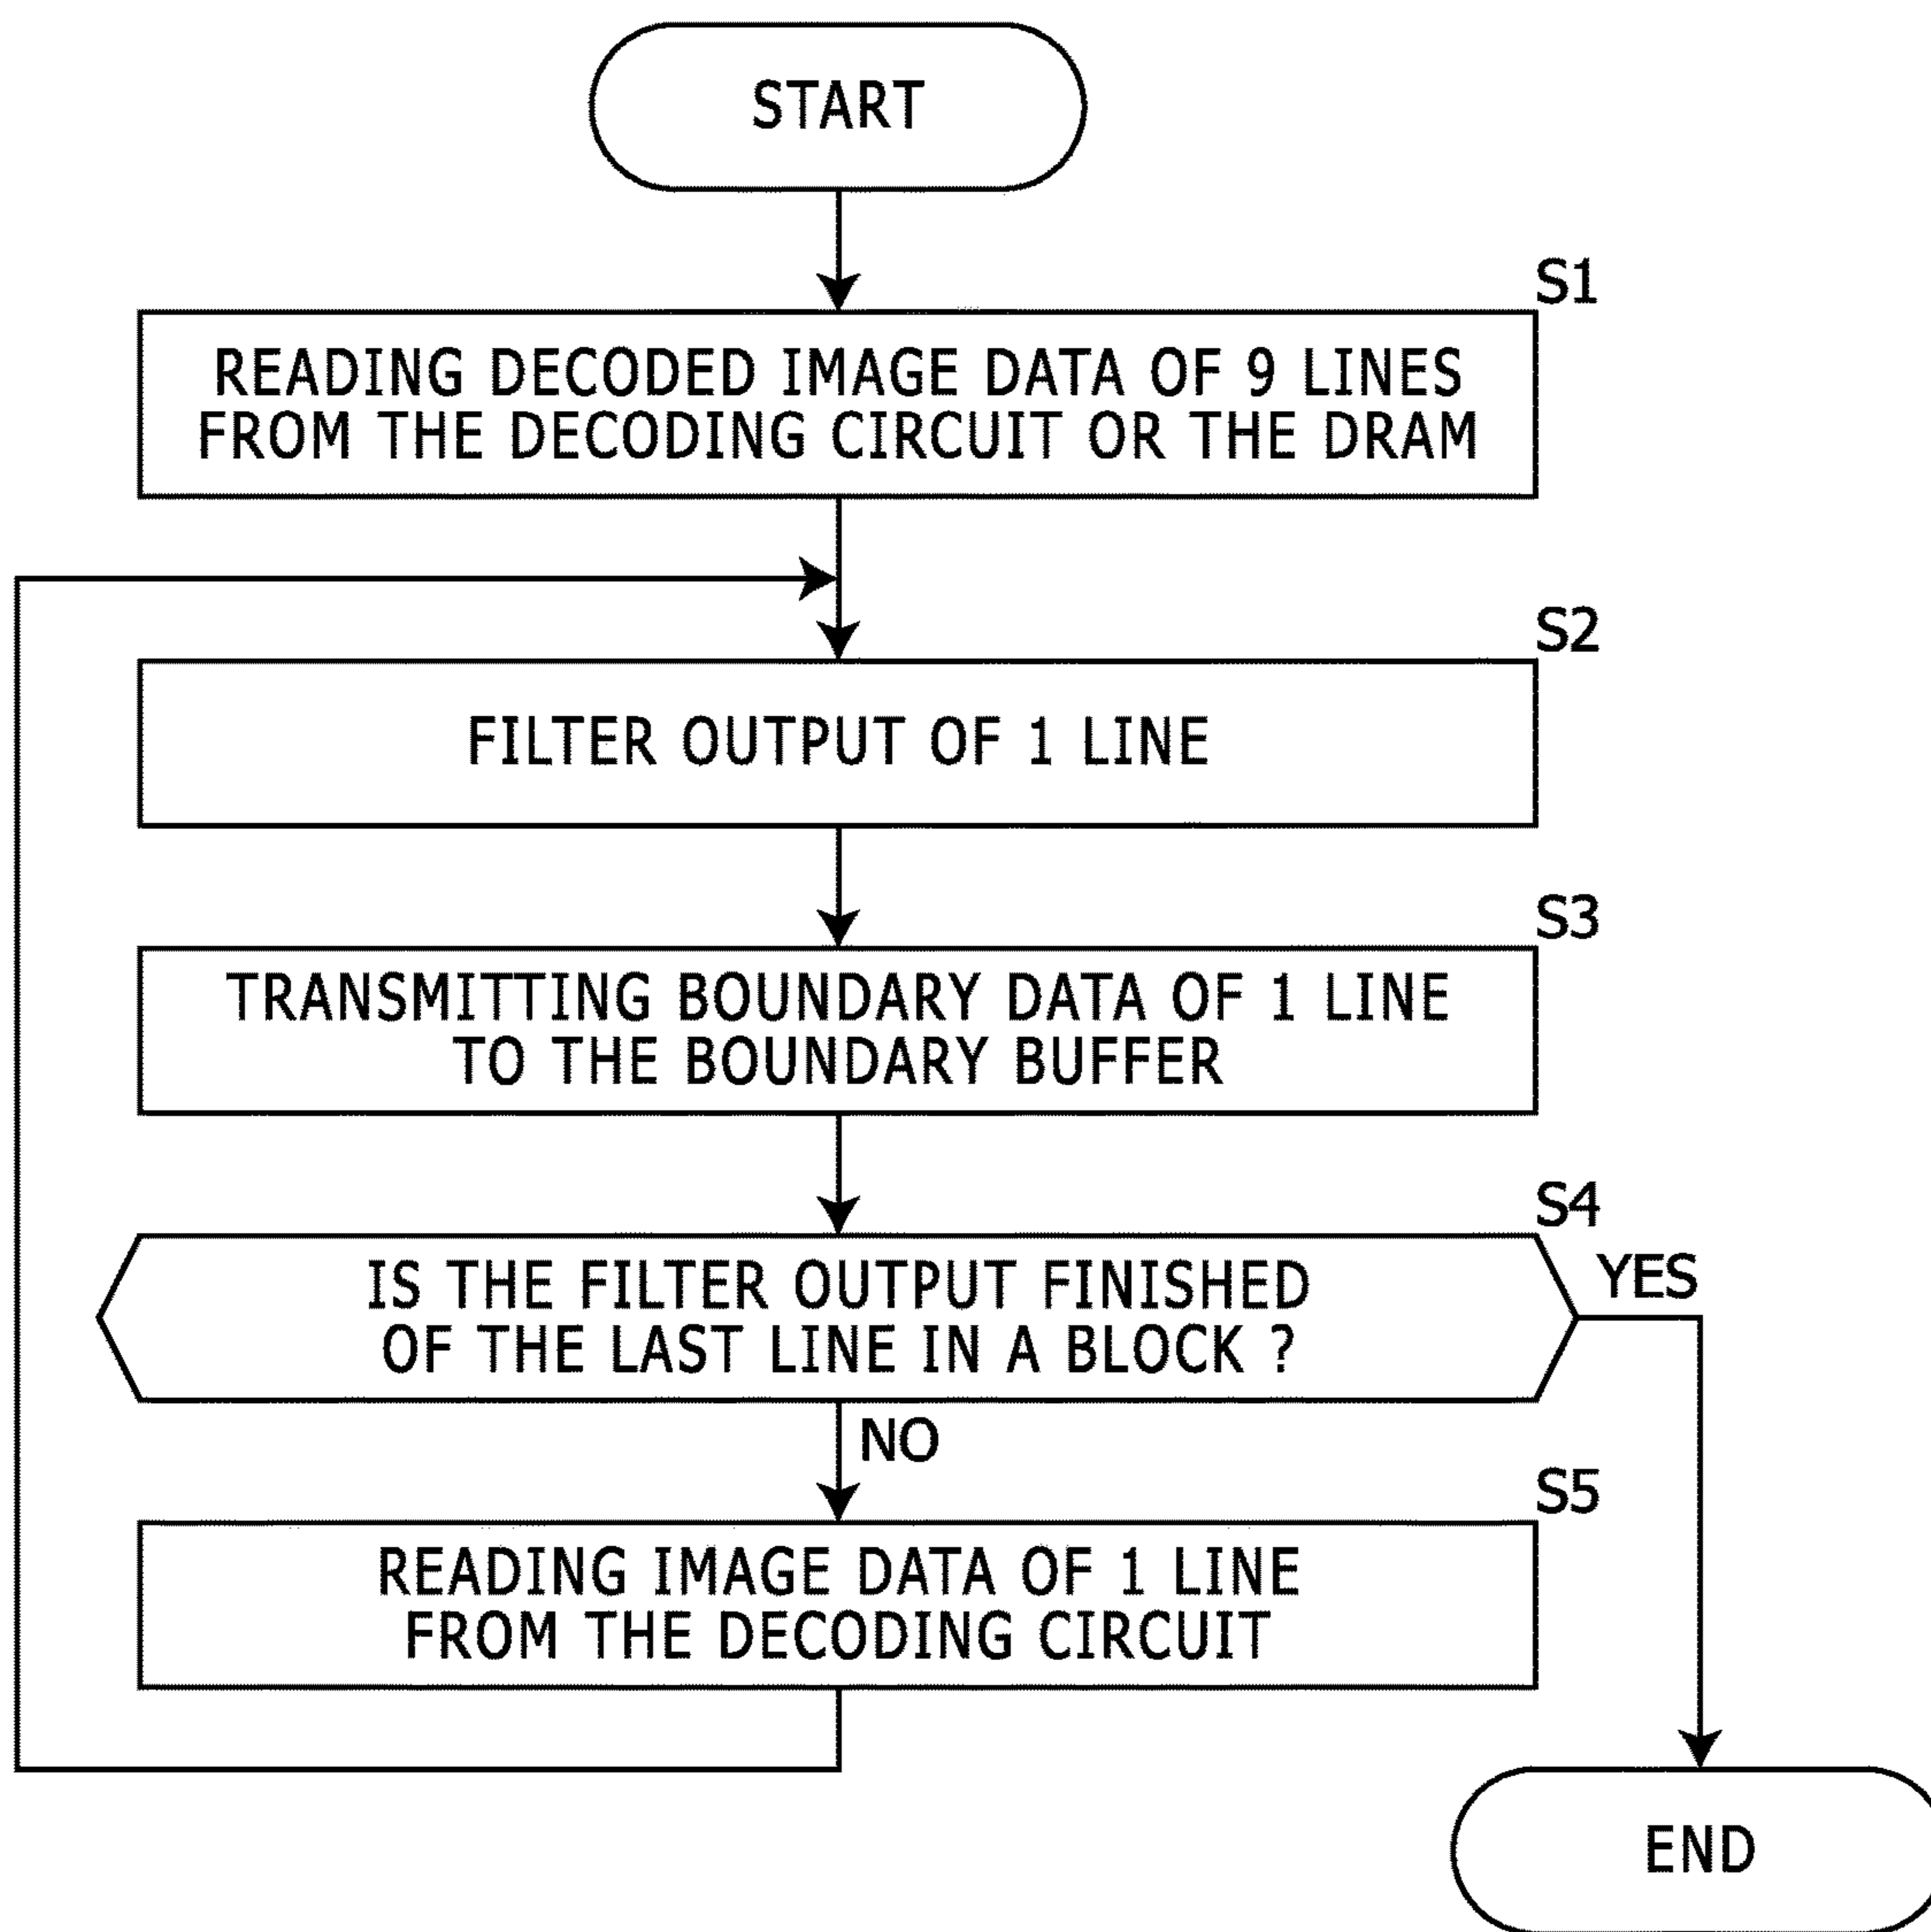 START
S1
READING DECODED IMAGE DATA OF 9 LINES
FROM THE DECODING CIRCUIT OR THE DRAM
S2
FILTER OUTPUT OF 1 LINE
S3
TRANSMITTING BOUNDARY DATA OF 1 LINE
TO THE BOUNDARY BUFFER
S4
IS THE FILTER OUTPUT FINISHED
OF THE LAST LINE IN A BLOCK ?
YES
NO
S5
READING IMAGE DATA OF 1 LINE
FROM THE DECODING CIRCUIT
END